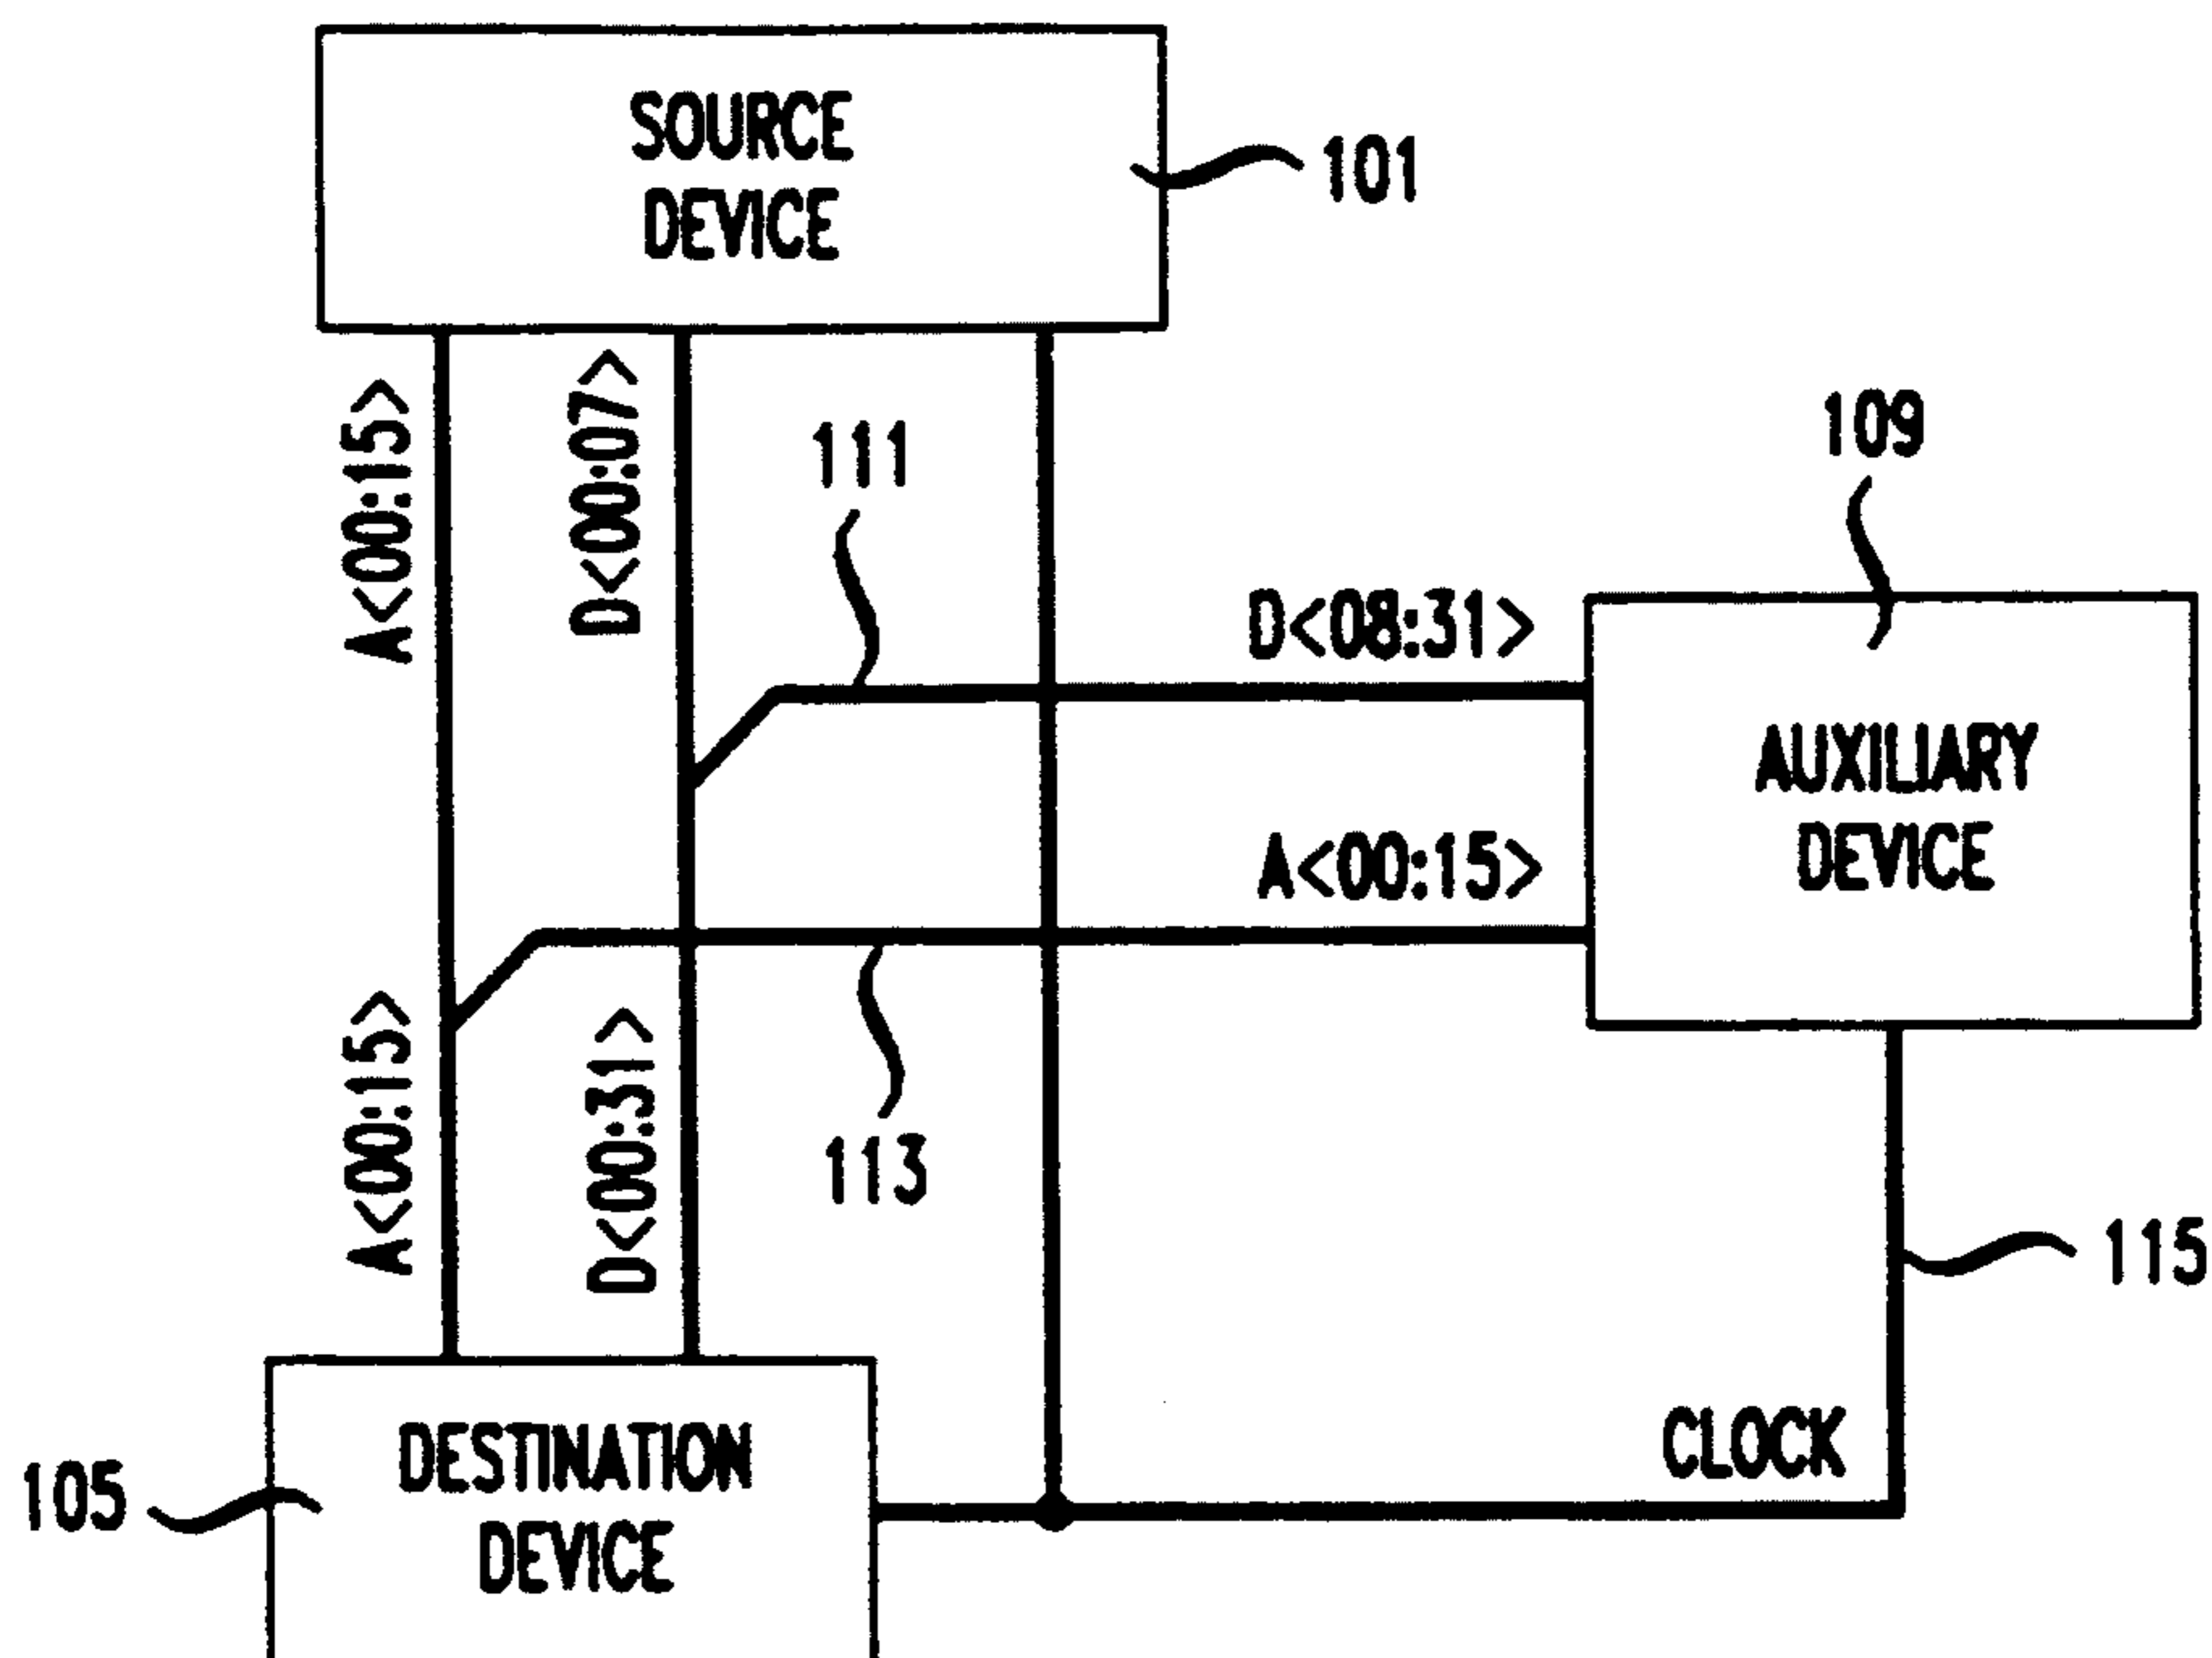 SOURCE
DEVICE
101
A<00:15>
D<00:07>
111
109
D<08:31>
AUXILIARY
DEVICE
A<00:15>
A<00:15>
D<00:31>
113
115
CLOCK
DESTINATION
DEVICE
105